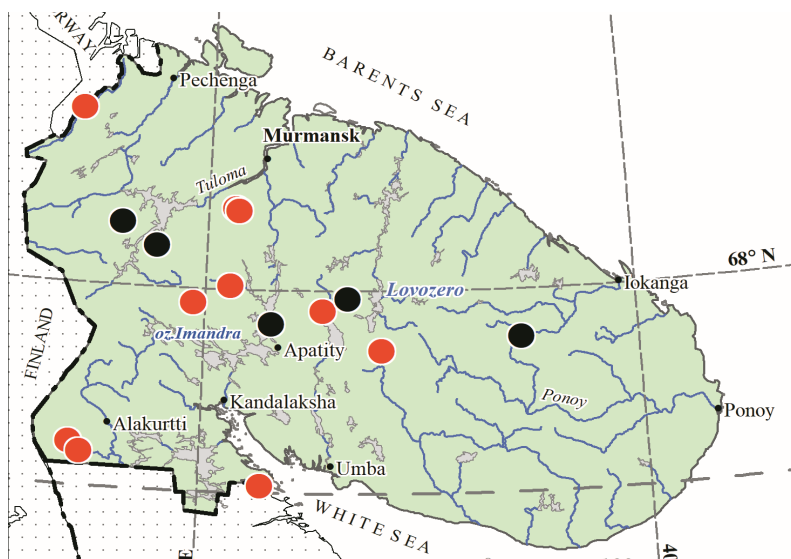 RWAY
Pechenga
BARENTS SEA
Murmansk
Tuloma
68° N
Iokanga
Lovozero
oz.Imandra
Apatity
FINLAND
Kandalaksha
Ponoy
Ponoy
Alakurtti
Umba
WHITE SEA
E
40